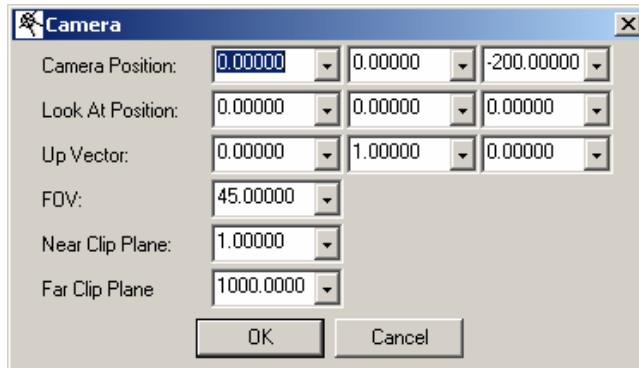 Camera
Camera Position: 0.00000 0.00000 -200.00000
Look At Position: 0.00000 0.00000 0.00000
Up Vector: 0.00000 1.00000 0.00000
FOV: 45.00000
Near Clip Plane: 1.00000
Far Clip Plane 1000.0000
OK Cancel